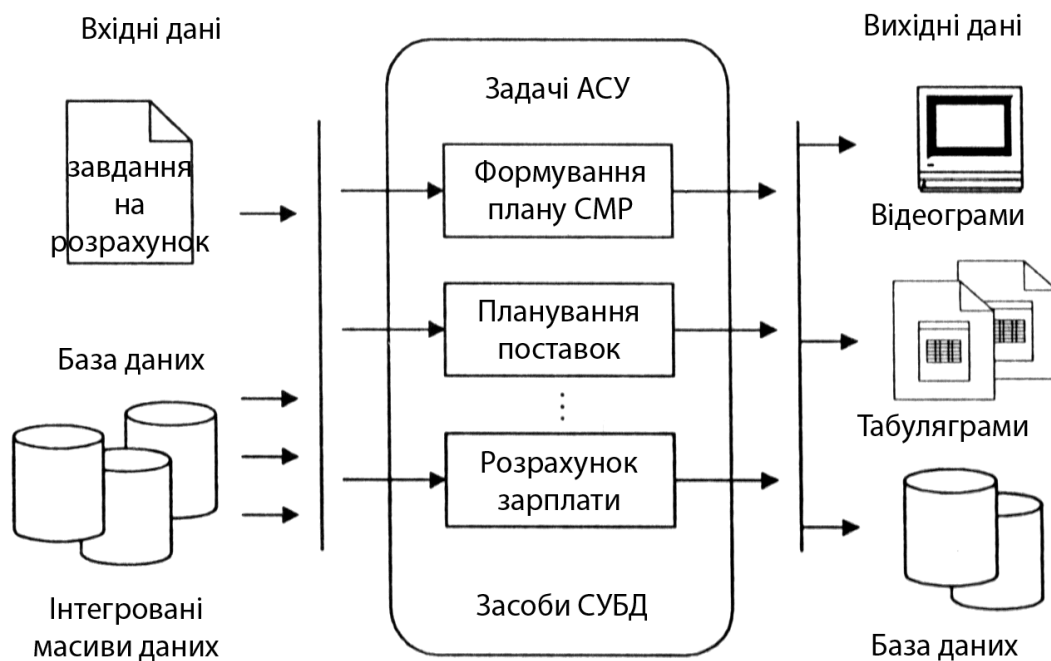 Вхідні дані
завдання
на
розрахунок
База даних
Інтегровані
масиви даних
Задачі АСУ
Формування
плану СМР
Планування
поставок
Розрахунок
зарплати
Засоби СУБД
Вихідні дані
Відеограми
Табуляграми
База даних